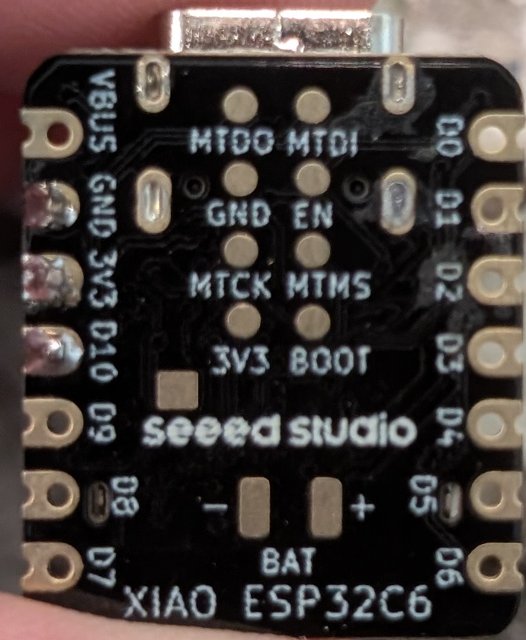 VBUS
GND
3V3
D10
D9
D8
D7
MTDO MTDI
GND EN
MTCK MTMS
3V3 BOOT
seeed studio
- +
BAT
XIAO ESP32C6
D0
D1
D2
D3
D4
D5
D6